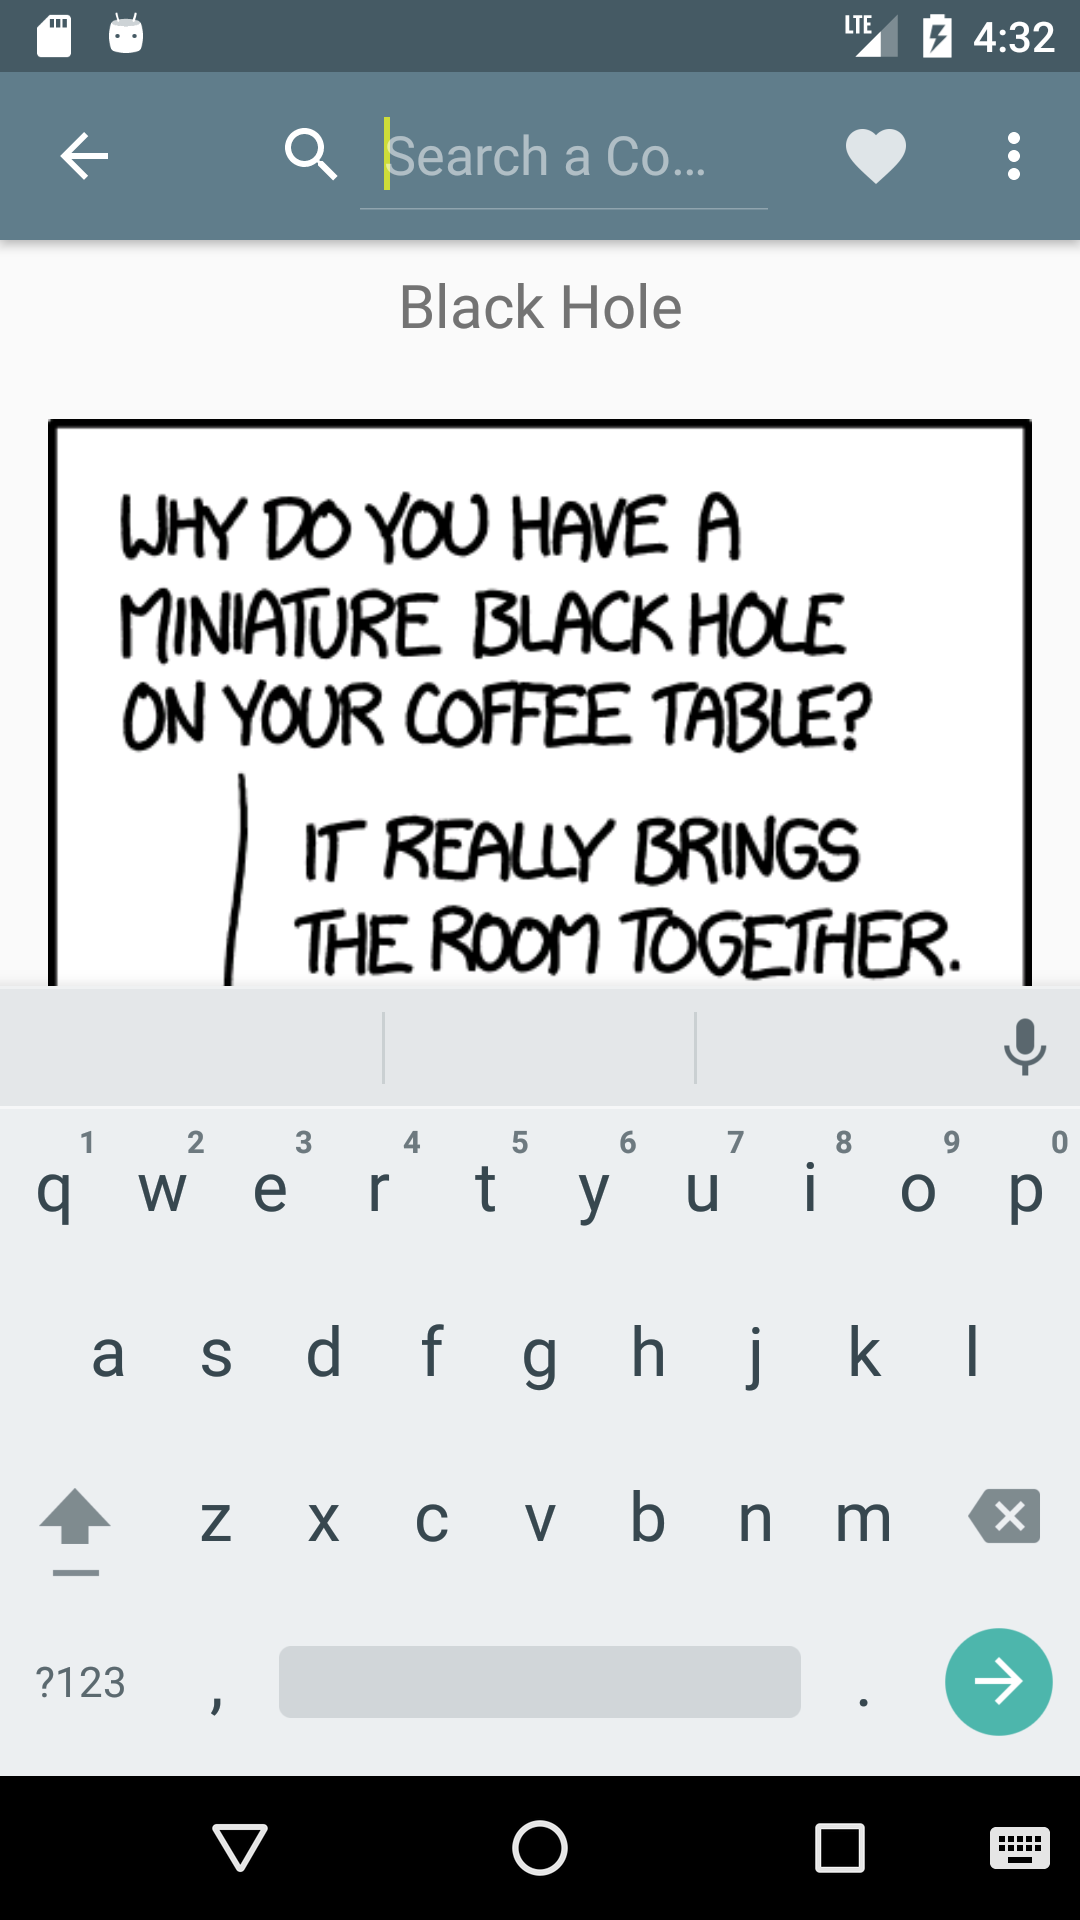 LTE 4:32
Search a Co...
Black Hole
WHY DO YOU HAVE A
MINIATURE BLACK HOLE
ON YOUR COFFEE TABLE?
IT REALLY BRINGS
THE ROOM TOGETHER.
1 2 3 4 5 6 7 8 9 0
q w e r t y u i o p
a s d f g h j k l
z x c v b n m
?123 , .